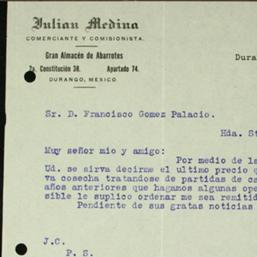 Julian Medina
COMERCIANTE Y COMISIONISTA.
Gran Almacén de Abarrotes
2a. Constitución 38. Apartado 74.
DURANGO, MEXICO
Dura
Sr. D. Francisco Gomez Palacio.
Hda. S
Muy señor mio y amigo:
Por medio de la
Ud. se sirva decirme el ultimo precio q
va cosecha tratandose de partidas de ca
años anteriores que hagamos algunas ope
sible le suplico ordenar me sea remitid
Pendiente de sus gratas noticias
J.C.
P. S.